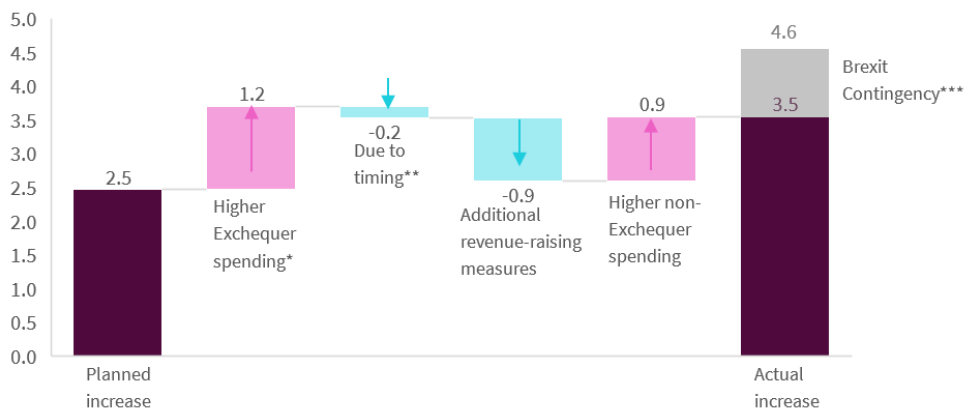 5.0
4.5
4.0
3.5
3.0
2.5
2.0
1.5
1.0
0.5
0.0
2.5
Planned
increase
1.2
Higher
Exchequer
spending*
-0.2
Due to
timing**
-0.9
Additional
revenue-raising
measures
0.9
Higher non-
Exchequer
spending
4.6
3.5
Brexit
Contingency***
Actual
increase